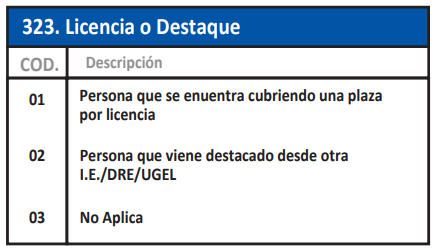 323. Licencia o Destaque
COD. Descripción
01 Persona que se enuentra cubriendo una plaza
por licencia
02 Persona que viene destacado desde otra
I.E./DRE/UGEL
03 No Aplica